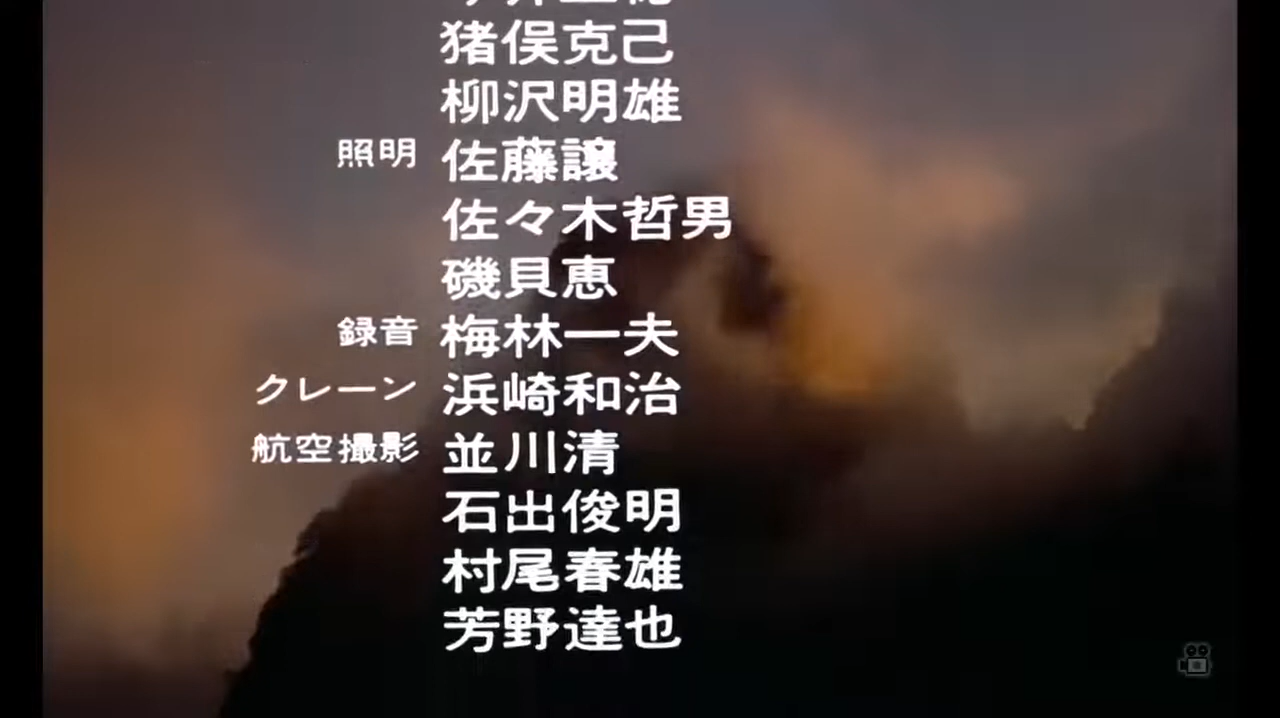 猪俣克己
柳沢明雄
照明 佐藤譲
佐々木哲男
磯貝恵
録音 梅林一夫
クレーン 浜崎和治
航空撮影 並川清
石出俊明
村尾春雄
芳野達也